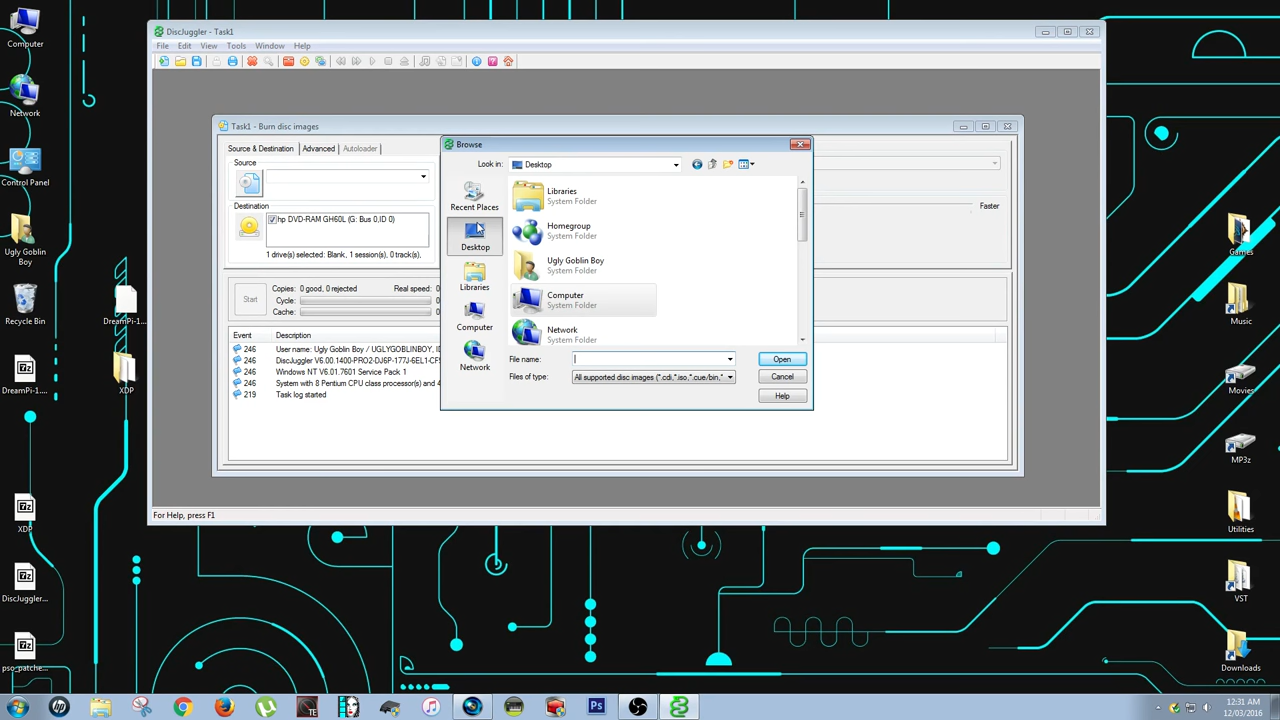 Computer
Network
Control Panel
Ugly Goblin
Boy
Recycle Bin
DreamPi-1...
XDP
DiscJuggler...
pso_patche...
DreamPi-1...
XDP
DiscJuggler - Task1
File Edit View Tools Window Help
Task1 - Burn disc images
Source & Destination Advanced Autoloader
Source
Destination
hp DVD-RAM GH60L (G: Bus 0,ID 0)
1 drive(s) selected: Blank, 1 session(s), 0 track(s),
Faster
Start
Copies: 0 good, 0 rejected Real speed:
Cycle:
Cache:
Event Description
246 User name: Ugly Goblin Boy / UGLYGOBLINBOY,
246 DiscJuggler V6.00.1400-PRO2-DJ6P-177J-6EL1-CF
246 Windows NT V6.01.7601 Service Pack 1
246 System with 8 Pentium CPU class processor(s) and 4
219 Task log started
For Help, press F1
Browse
Look in: Desktop
Recent Places
Desktop
Libraries
Computer
Network
Libraries
System Folder
Homegroup
System Folder
Ugly Goblin Boy
System Folder
Computer
System Folder
Network
System Folder
File name:
Open
Files of type: All supported disc images (*.cdi,*.iso,*.cue/bin,*
Cancel
Help
Games
Music
Movies
MP3z
Utilities
VST
Downloads
12:31 AM
12/03/2016